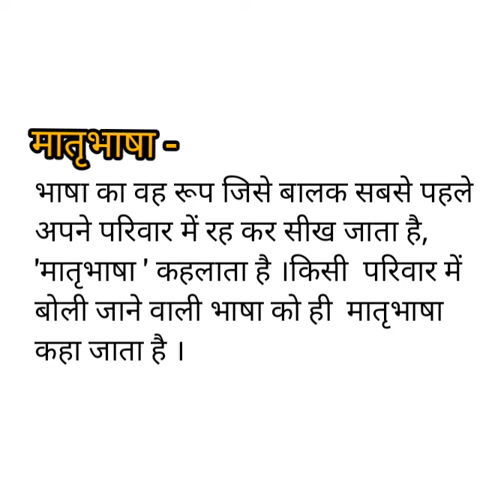 मातृभाषा -
भाषा का वह रूप जिसे बालक सबसे पहले
अपने परिवार में रह कर सीख जाता है,
'मातृभाषा ' कहलाता है ।किसी  परिवार में
बोली जाने वाली भाषा को ही  मातृभाषा
कहा जाता है ।